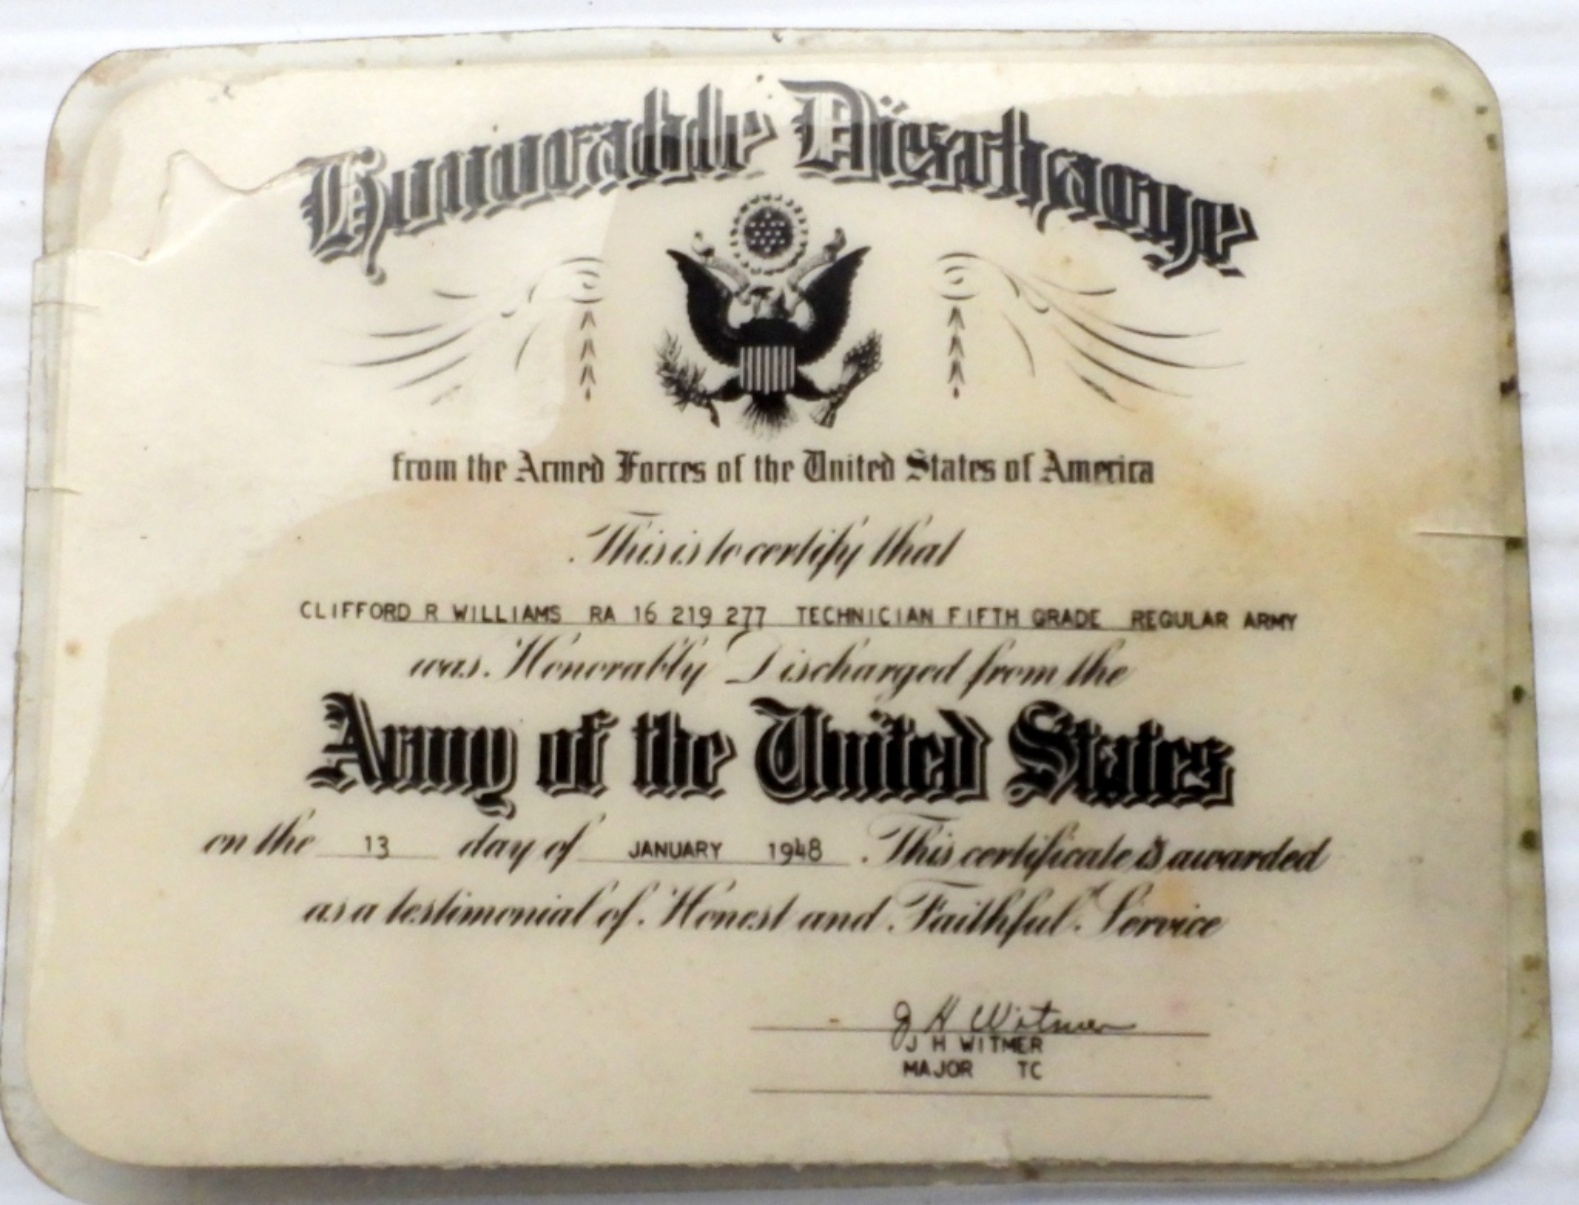 Honorable Discharge
from the Armed Forces of the United States of America
This is to certify that
CLIFFORD R WILLIAMS RA 16 219 277 TECHNICIAN FIFTH GRADE REGULAR ARMY
was Honorably Discharged from the
Army of the United States
on the 13 day of JANUARY 1948 . This certificate is awarded
as a testimonial of Honest and Faithful Service
J H Witmer
J H WITMER
MAJOR TC